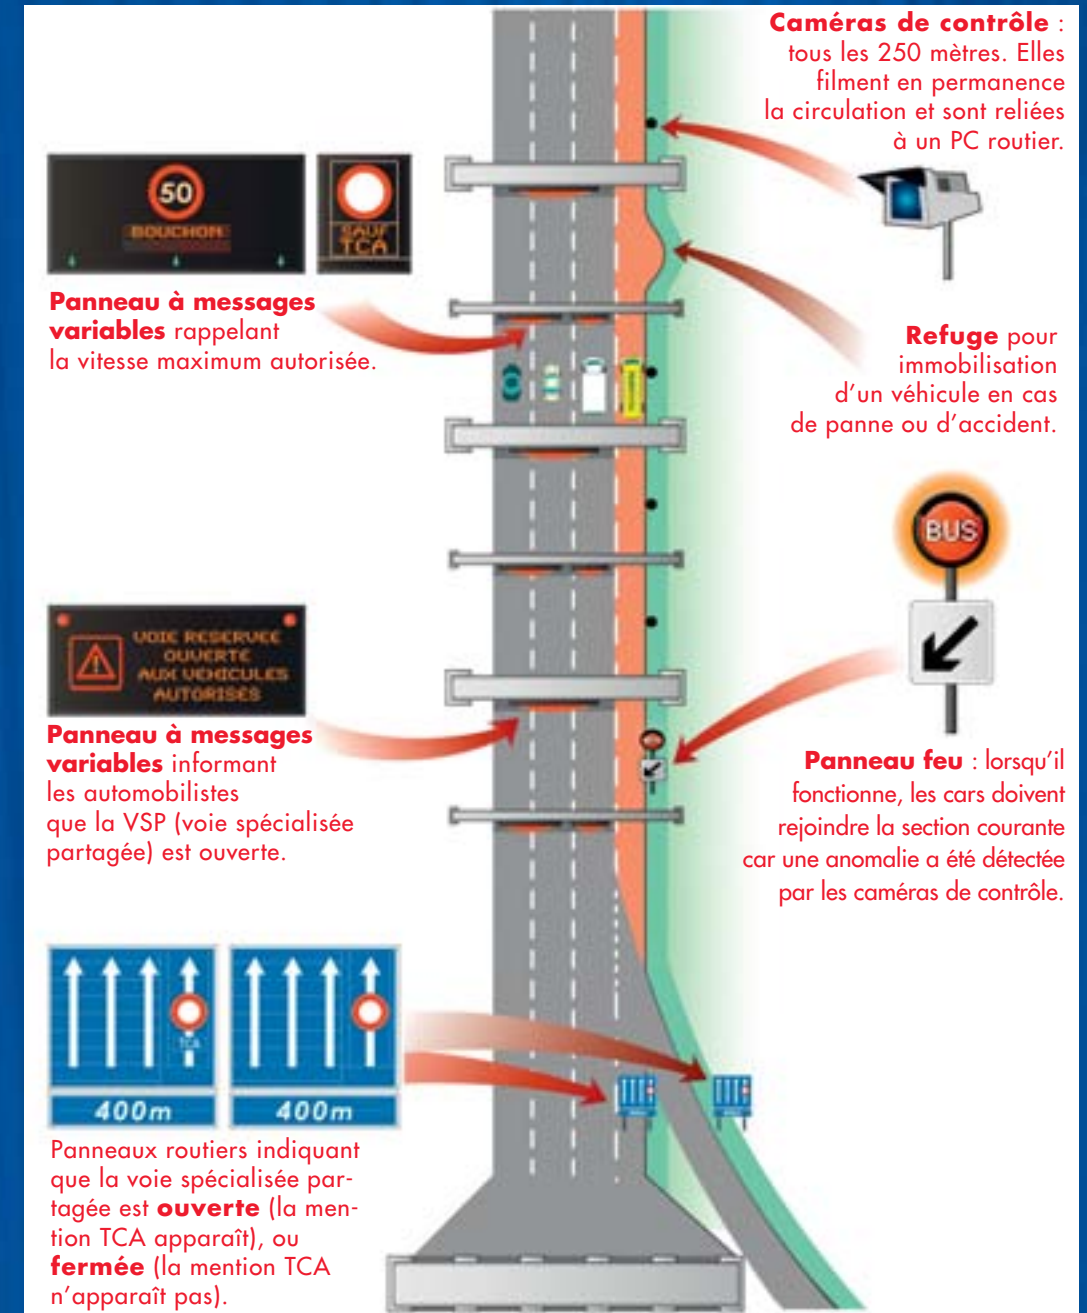 Caméras de contrôle :
tous les 250 mètres. Elles
filment en permanence
la circulation et sont reliées
à un PC routier.
50
BOUCHON
SAUF
TCA
Panneau à messages
variables rappelant
la vitesse maximum autorisée.
Refuge pour
immobilisation
d'un véhicule en cas
de panne ou d'accident.
BUS
VOIE RESERVEE
OUVERTE
AUX VEHICULES
AUTORISES
Panneau à messages
variables informant
les automobilistes
que la VSP (voie spécialisée
partagée) est ouverte.
Panneau feu : lorsqu'il
fonctionne, les cars doivent
rejoindre la section courante
car une anomalie a été détectée
par les caméras de contrôle.
TCA
400m
400m
Panneaux routiers indiquant
que la voie spécialisée par-
tagée est ouverte (la men-
tion TCA apparaît), ou
fermée (la mention TCA
n'apparaît pas).